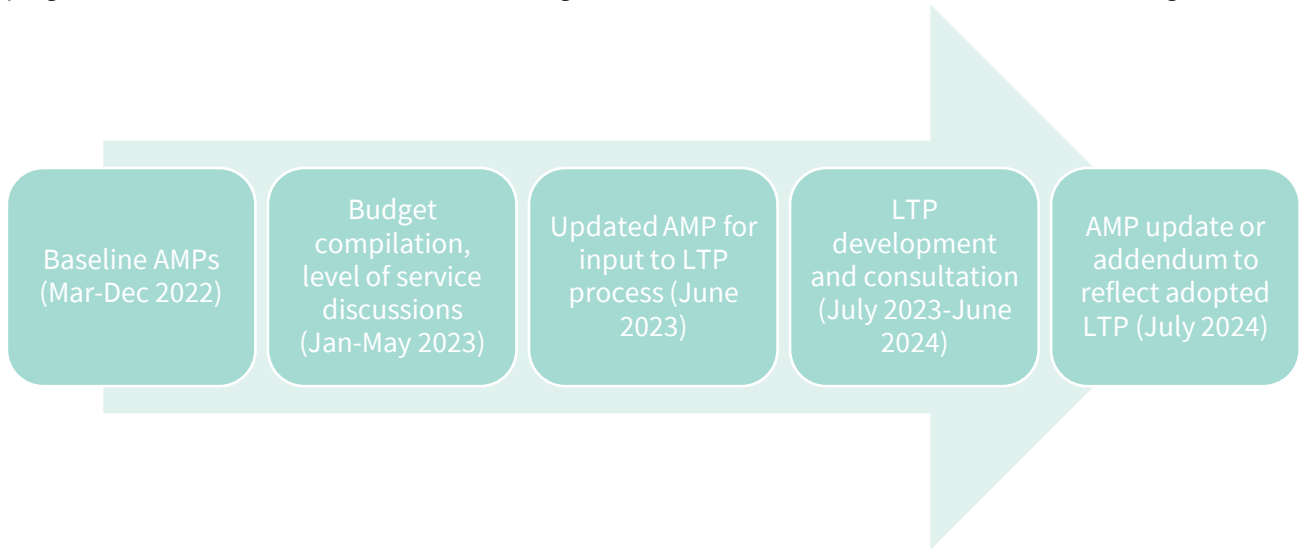 Baseline AMPs
(Mar-Dec 2022)
Budget
compilation,
level of service
discussions
(Jan-May 2023)
Updated AMP for
input to LTP
process (June
2023)
LTP
development
and consultation
(July 2023-June
2024)
AMP update or
addendum to
reflect adopted
LTP (July 2024)